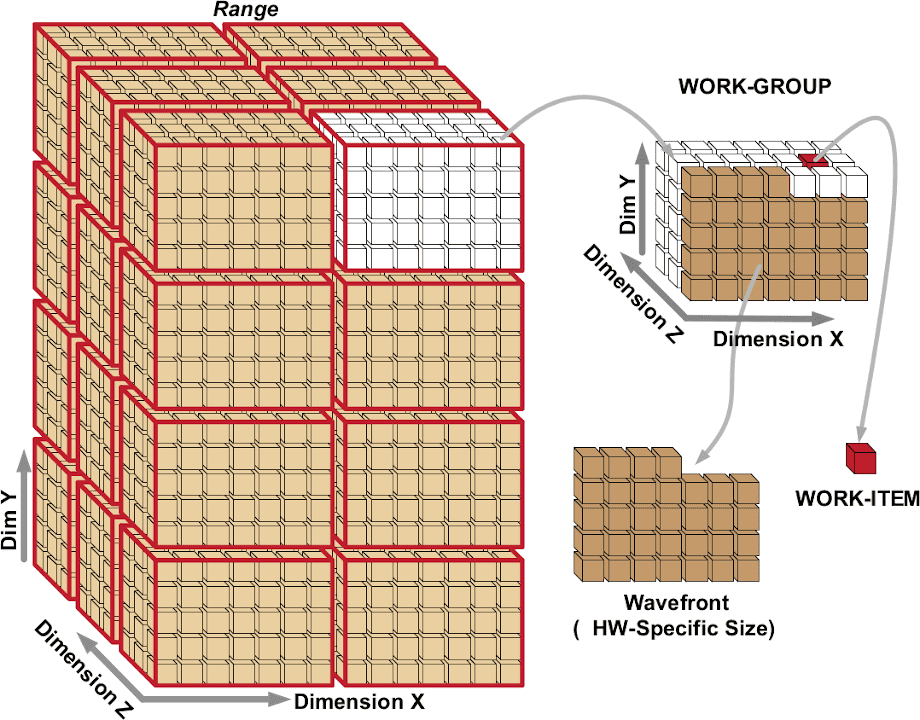 Range
WORK-GROUP
Dim Y
Dimension Z
Dimension X
WORK-ITEM
Wavefront
( HW-Specific Size)
Dim Y
Dimension Z
Dimension X